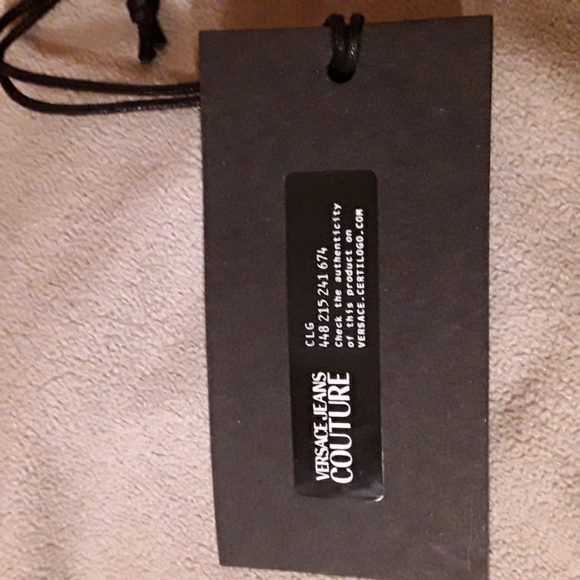 VERSACE JEANS
COUTURE
CLG
448 215 241 674
Check the authenticity
of this product on
VERSACE.CERTILOGO.COM